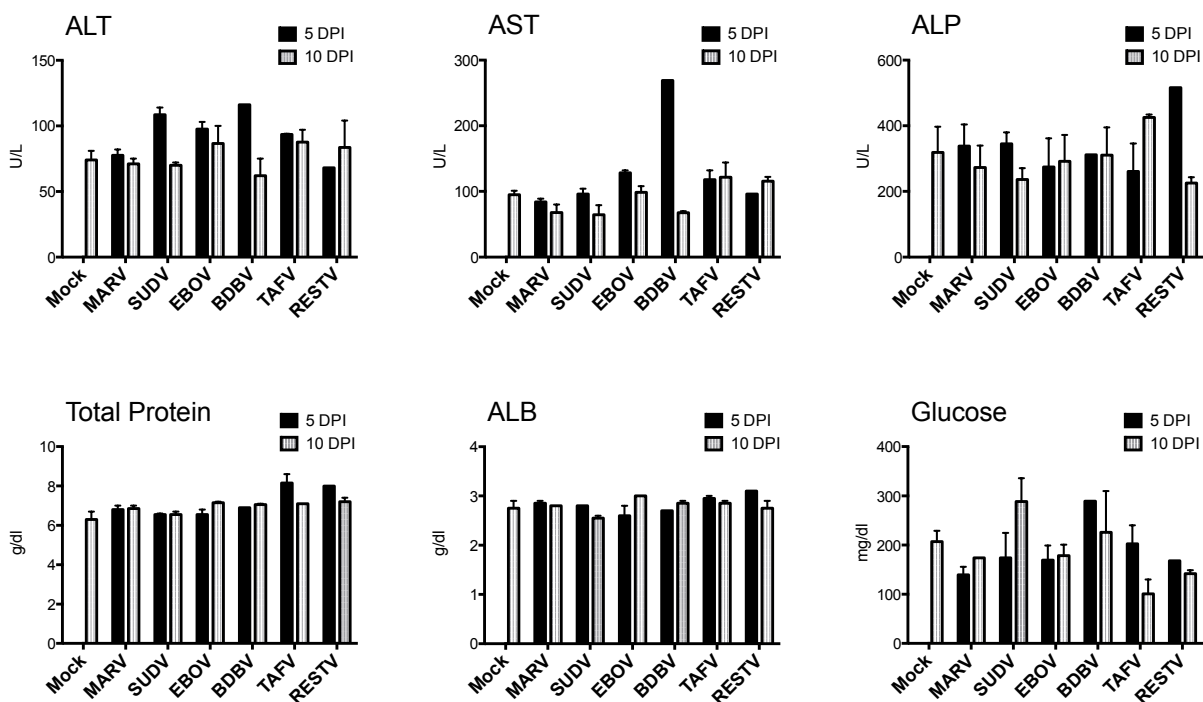 ALT
5 DPI
10 DPI
150
100
50
0
U/L
Mock
MARV
SUDV
EBOV
BDBV
TAFV
RESTV
AST
5 DPI
10 DPI
300
200
100
0
U/L
Mock
MARV
SUDV
EBOV
BDBV
TAFV
RESTV
ALP
5 DPI
10 DPI
600
400
200
0
U/L
Mock
MARV
SUDV
EBOV
BDBV
TAFV
RESTV
Total Protein
5 DPI
10 DPI
10
8
6
4
2
0
g/dl
Mock
MARV
SUDV
EBOV
BDBV
TAFV
RESTV
ALB
5 DPI
10 DPI
4
3
2
1
0
g/dl
Mock
MARV
SUDV
EBOV
BDBV
TAFV
RESTV
Glucose
5 DPI
10 DPI
400
300
200
100
0
mg/dl
Mock
MARV
SUDV
EBOV
BDBV
TAFV
RESTV